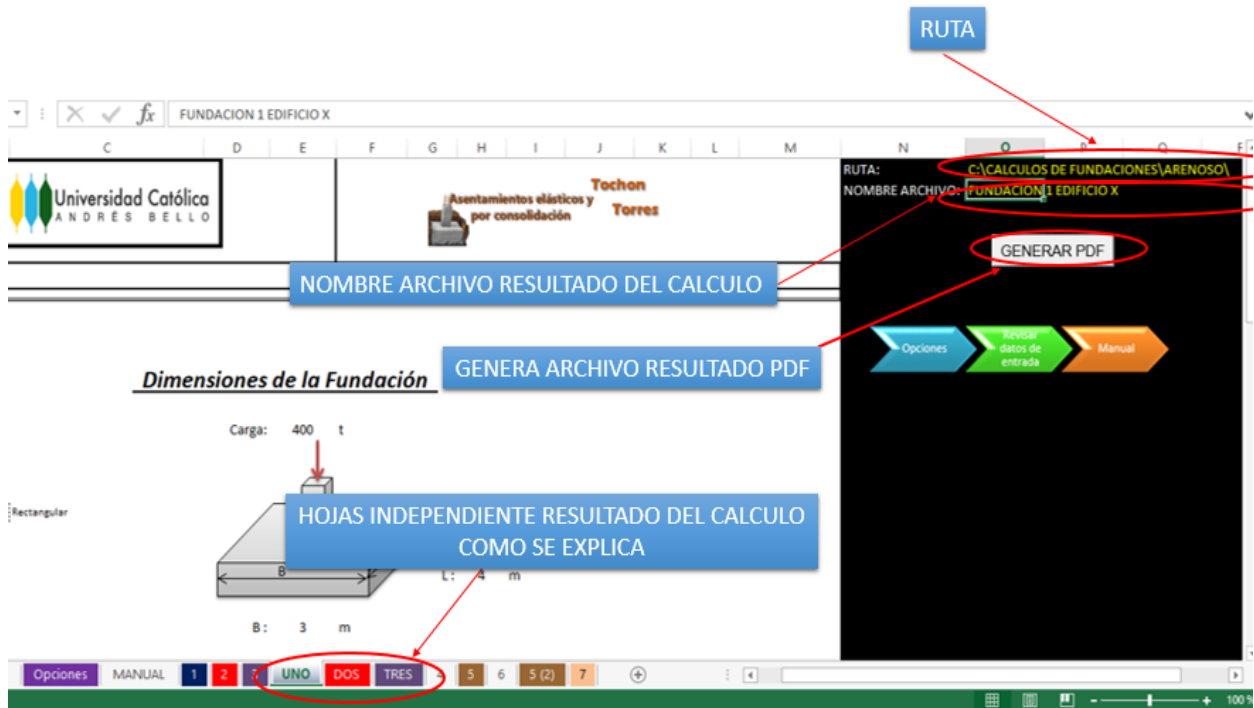 RUTA
fx FUNDACION 1 EDIFICIO X
C D E F G H I J K L M N O P Q
Universidad Católica
ANDRÉS BELLO
Asentamientos elásticos y
por consolidación
Tochon
Torres
RUTA: C:\CALCULOS DE FUNDACIONES\ARENOSO\
NOMBRE ARCHIVO: FUNDACION 1 EDIFICIO X
GENERAR PDF
NOMBRE ARCHIVO RESULTADO DEL CALCULO
Opciones
Revisar
datos de
entrada
Manual
GENERA ARCHIVO RESULTADO PDF
Dimensiones de la Fundación
Carga: 400 t
Rectangular
HOJAS INDEPENDIENTE RESULTADO DEL CALCULO
COMO SE EXPLICA
B
L: 4 m
B: 3 m
Opciones MANUAL 1 2 UNO DOS TRES 4 5 6 5 (2) 7
100 %